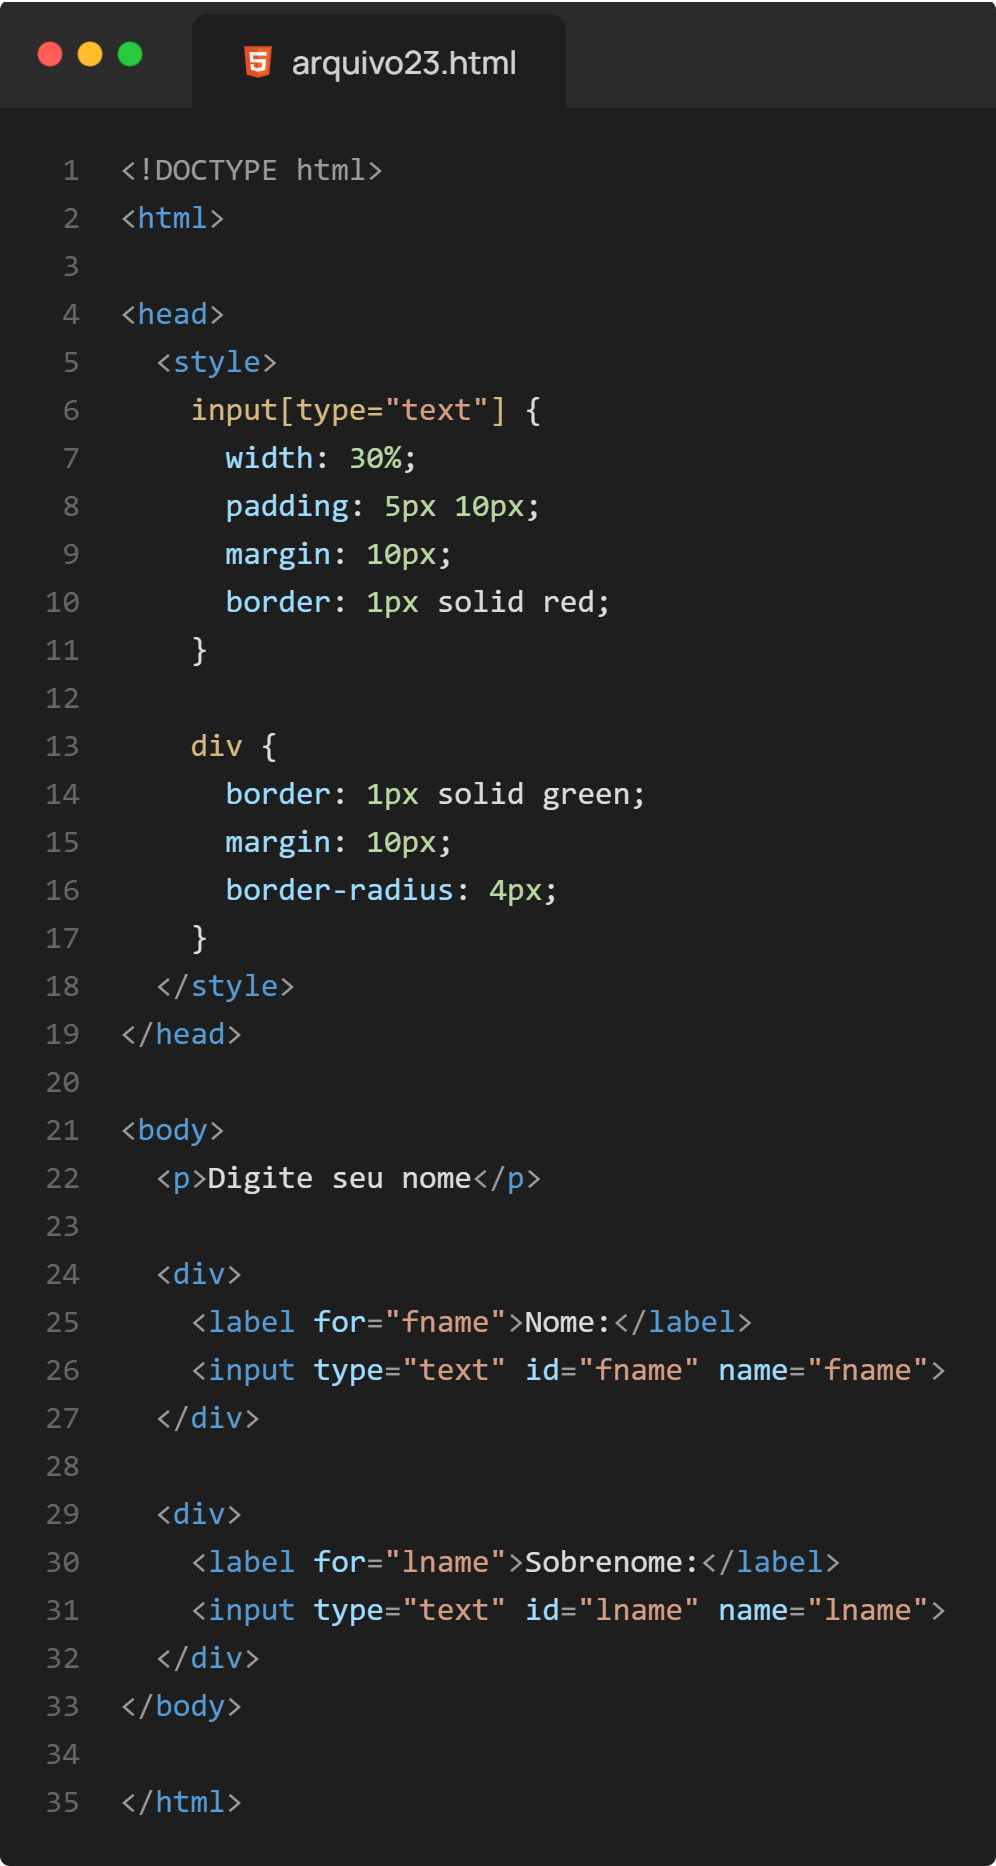 arquivo23.html
1 <!DOCTYPE html>
2 <html>
3
4 <head>
5   <style>
6     input[type="text"] {
7       width: 30%;
8       padding: 5px 10px;
9       margin: 10px;
10       border: 1px solid red;
11     }
12
13     div {
14       border: 1px solid green;
15       margin: 10px;
16       border-radius: 4px;
17     }
18   </style>
19 </head>
20
21 <body>
22   <p>Digite seu nome</p>
23
24   <div>
25     <label for="fname">Nome:</label>
26     <input type="text" id="fname" name="fname">
27   </div>
28
29   <div>
30     <label for="lname">Sobrenome:</label>
31     <input type="text" id="lname" name="lname">
32   </div>
33 </body>
34
35 </html>